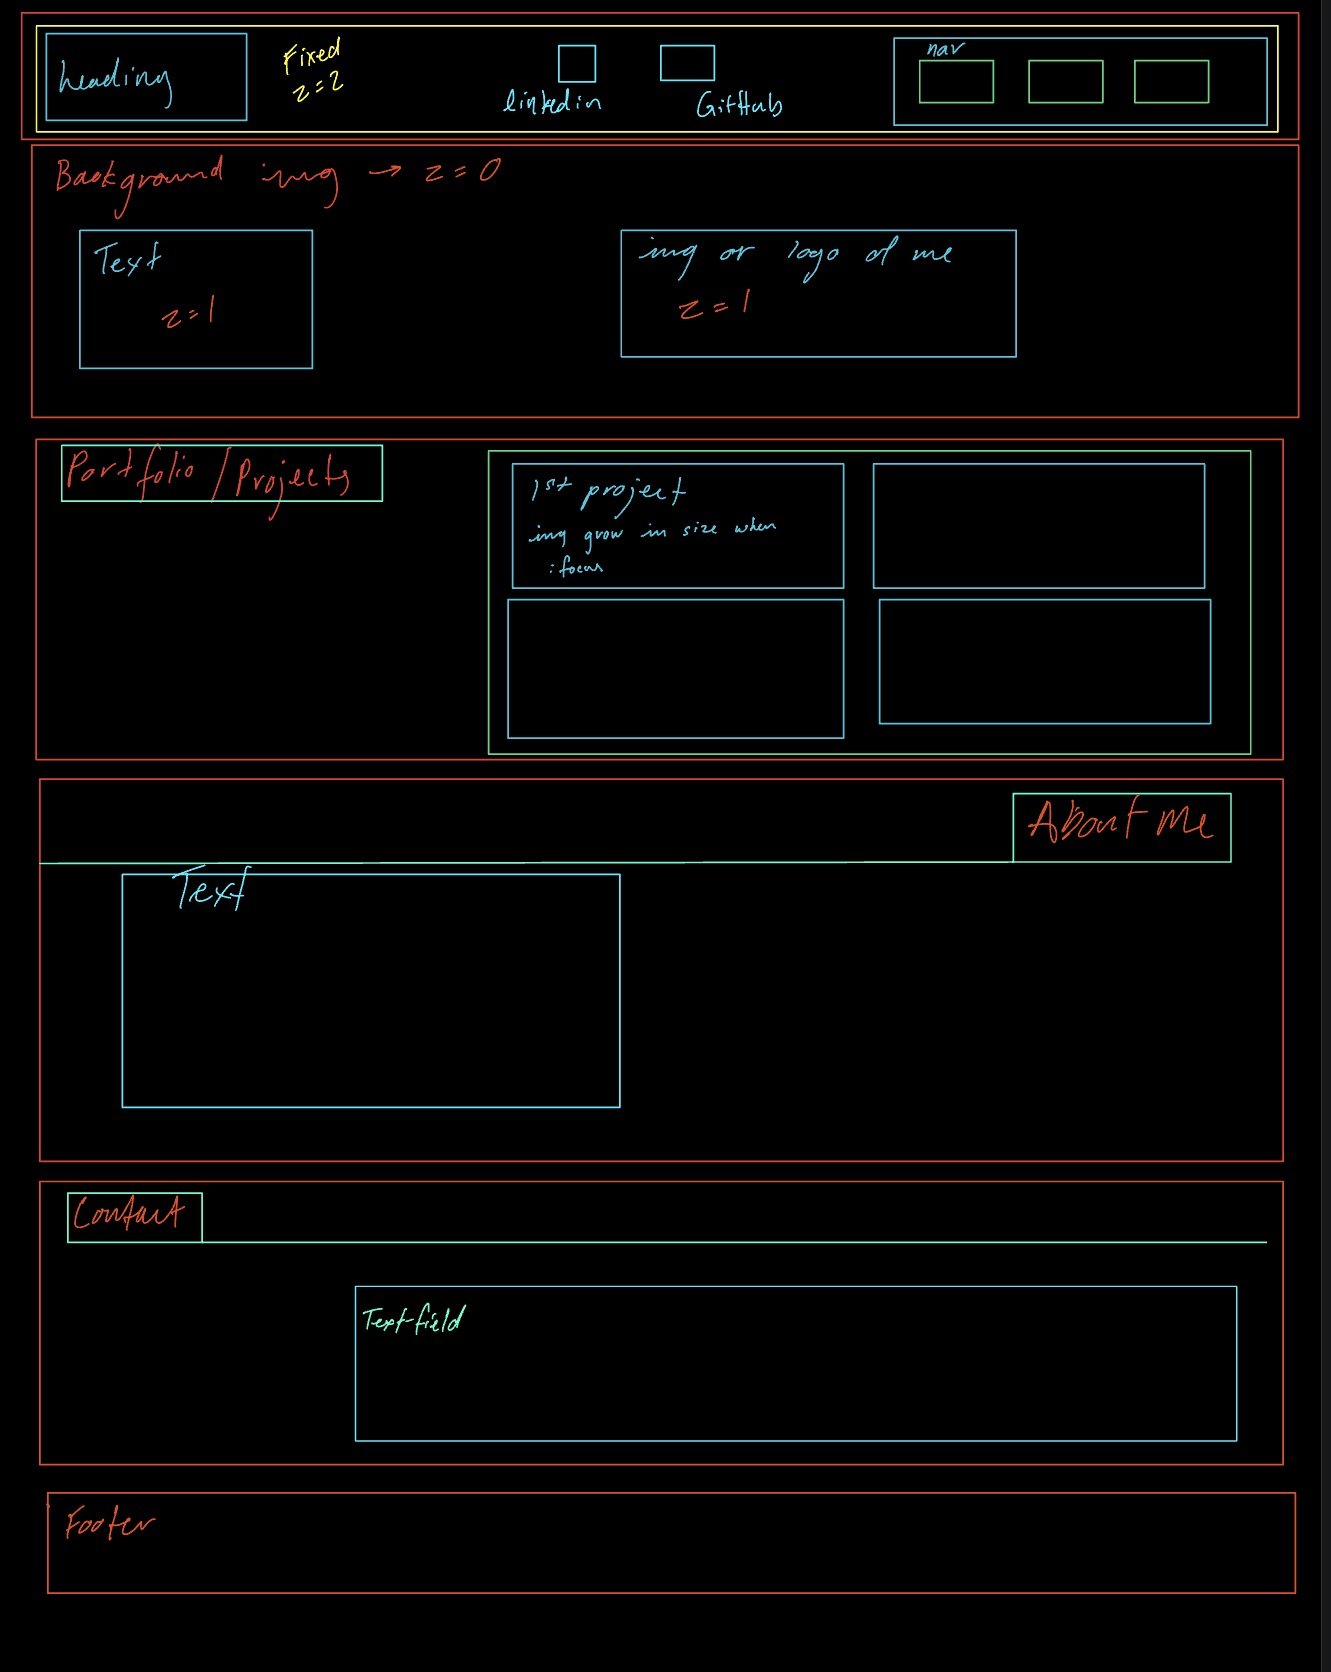 heading
Fixed
z=2
linkedin
GitHub
nav
Background img → z=0
Text
z=1
img or logo of me
z=1
Portfolio/Projects
1st project
img grow in size when
:focus
About Me
Text
Contact
Text-field
Footer